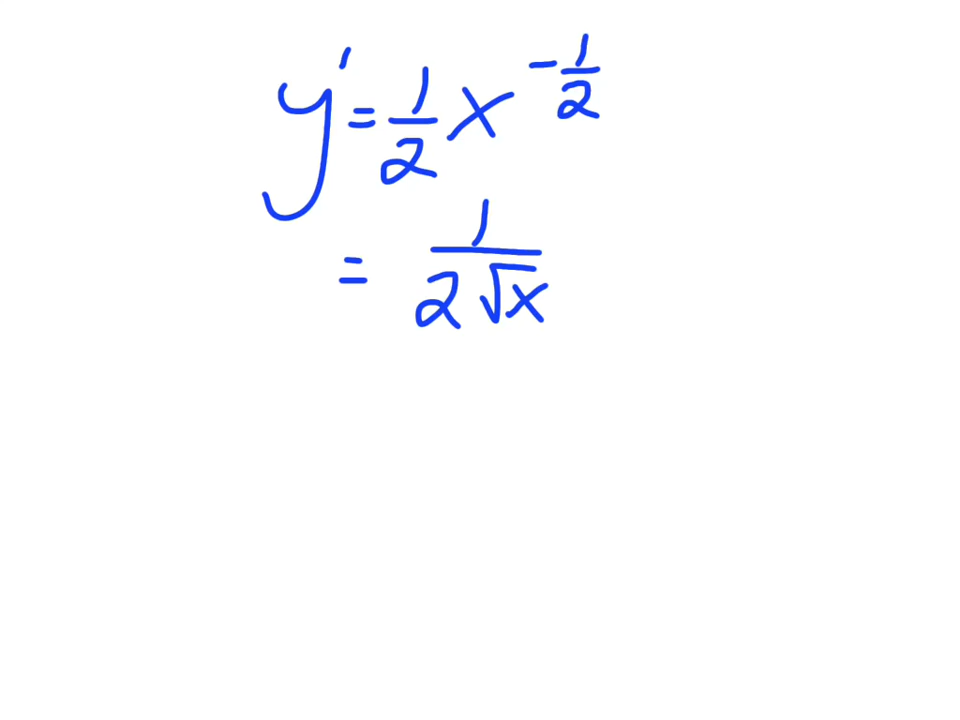 y' = 1/2 x^(-1/2)
= 1/(2√x)